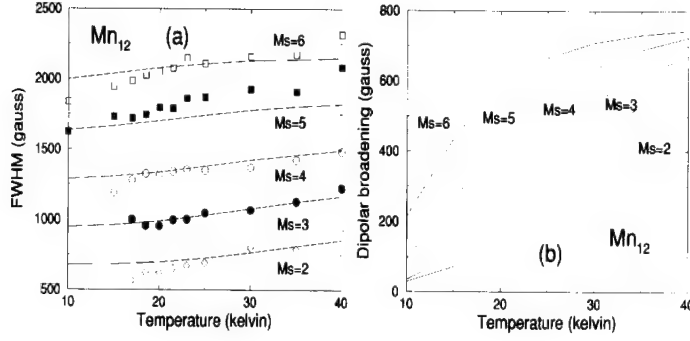 2500
2000
1500
1000
500
FWHM (gauss)
Mn12
(a)
Ms=6
Ms=5
Ms=4
Ms=3
Ms=2
10
20
30
40
Temperature (kelvin)
800
600
400
200
0
Dipolar broadening (gauss)
Ms=6
Ms=5
Ms=4
Ms=3
Ms=2
(b)
Mn12
10
20
30
40
Temperature (kelvin)